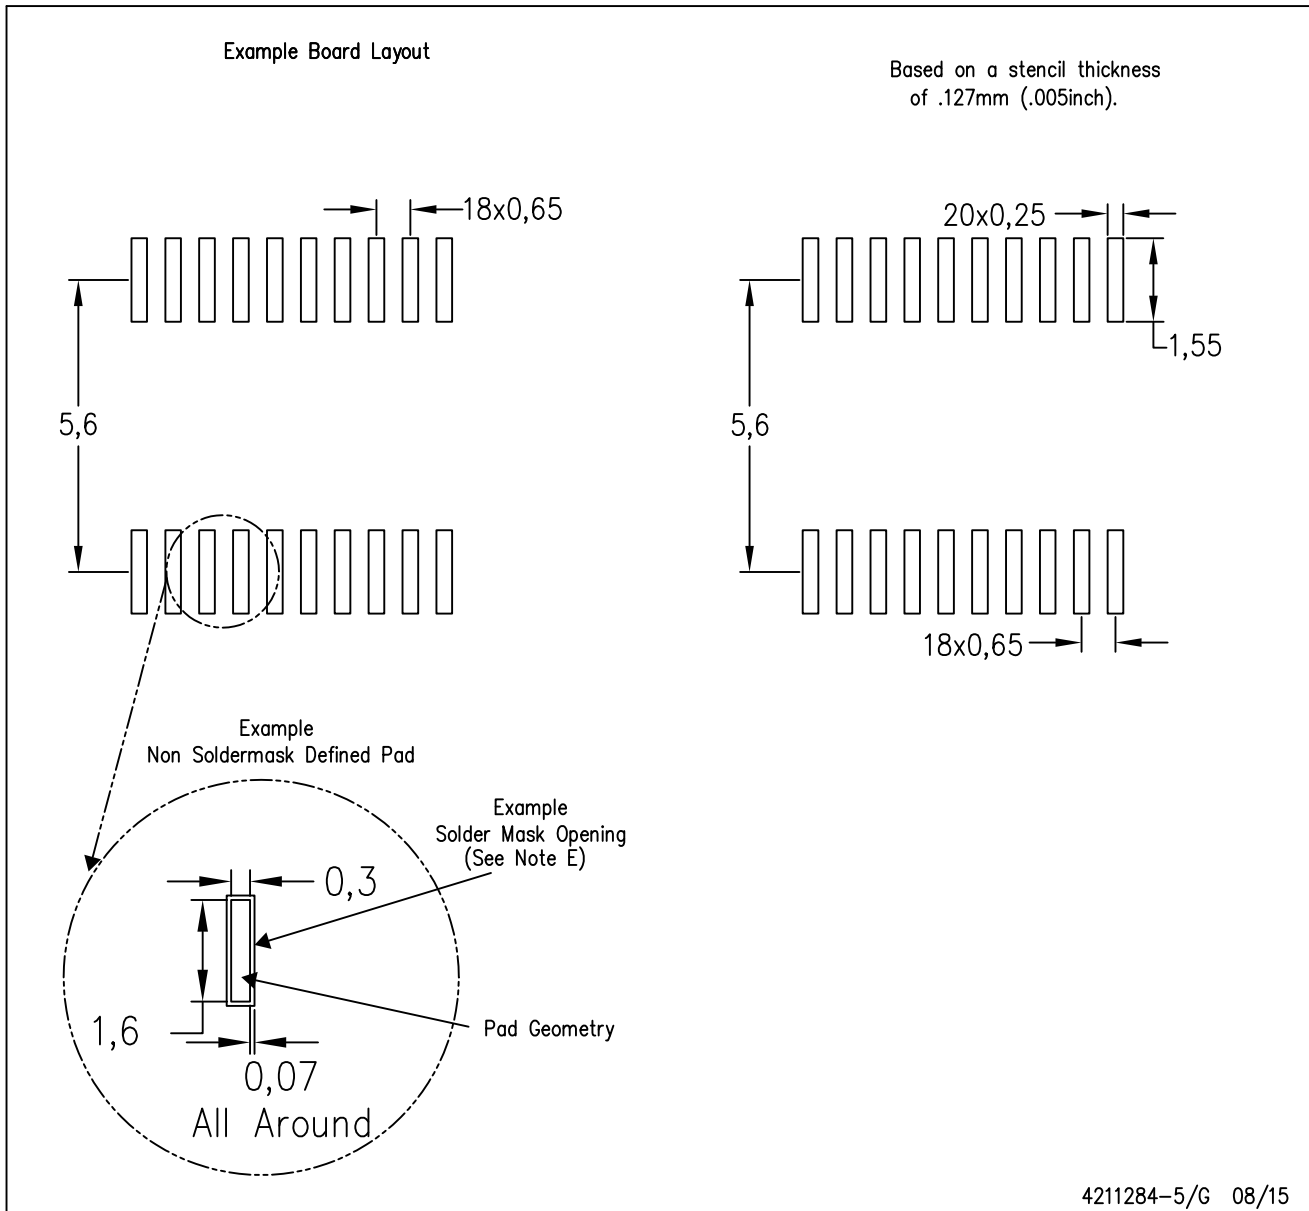 Example Board Layout
Based on a stencil thickness
of .127mm (.005inch).
18x0,65
20x0,25
1,55
5,6
5,6
18x0,65
Example
Non Soldermask Defined Pad
Example
Solder Mask Opening
(See Note E)
0,3
1,6
Pad Geometry
0,07
All Around
4211284-5/G 08/15